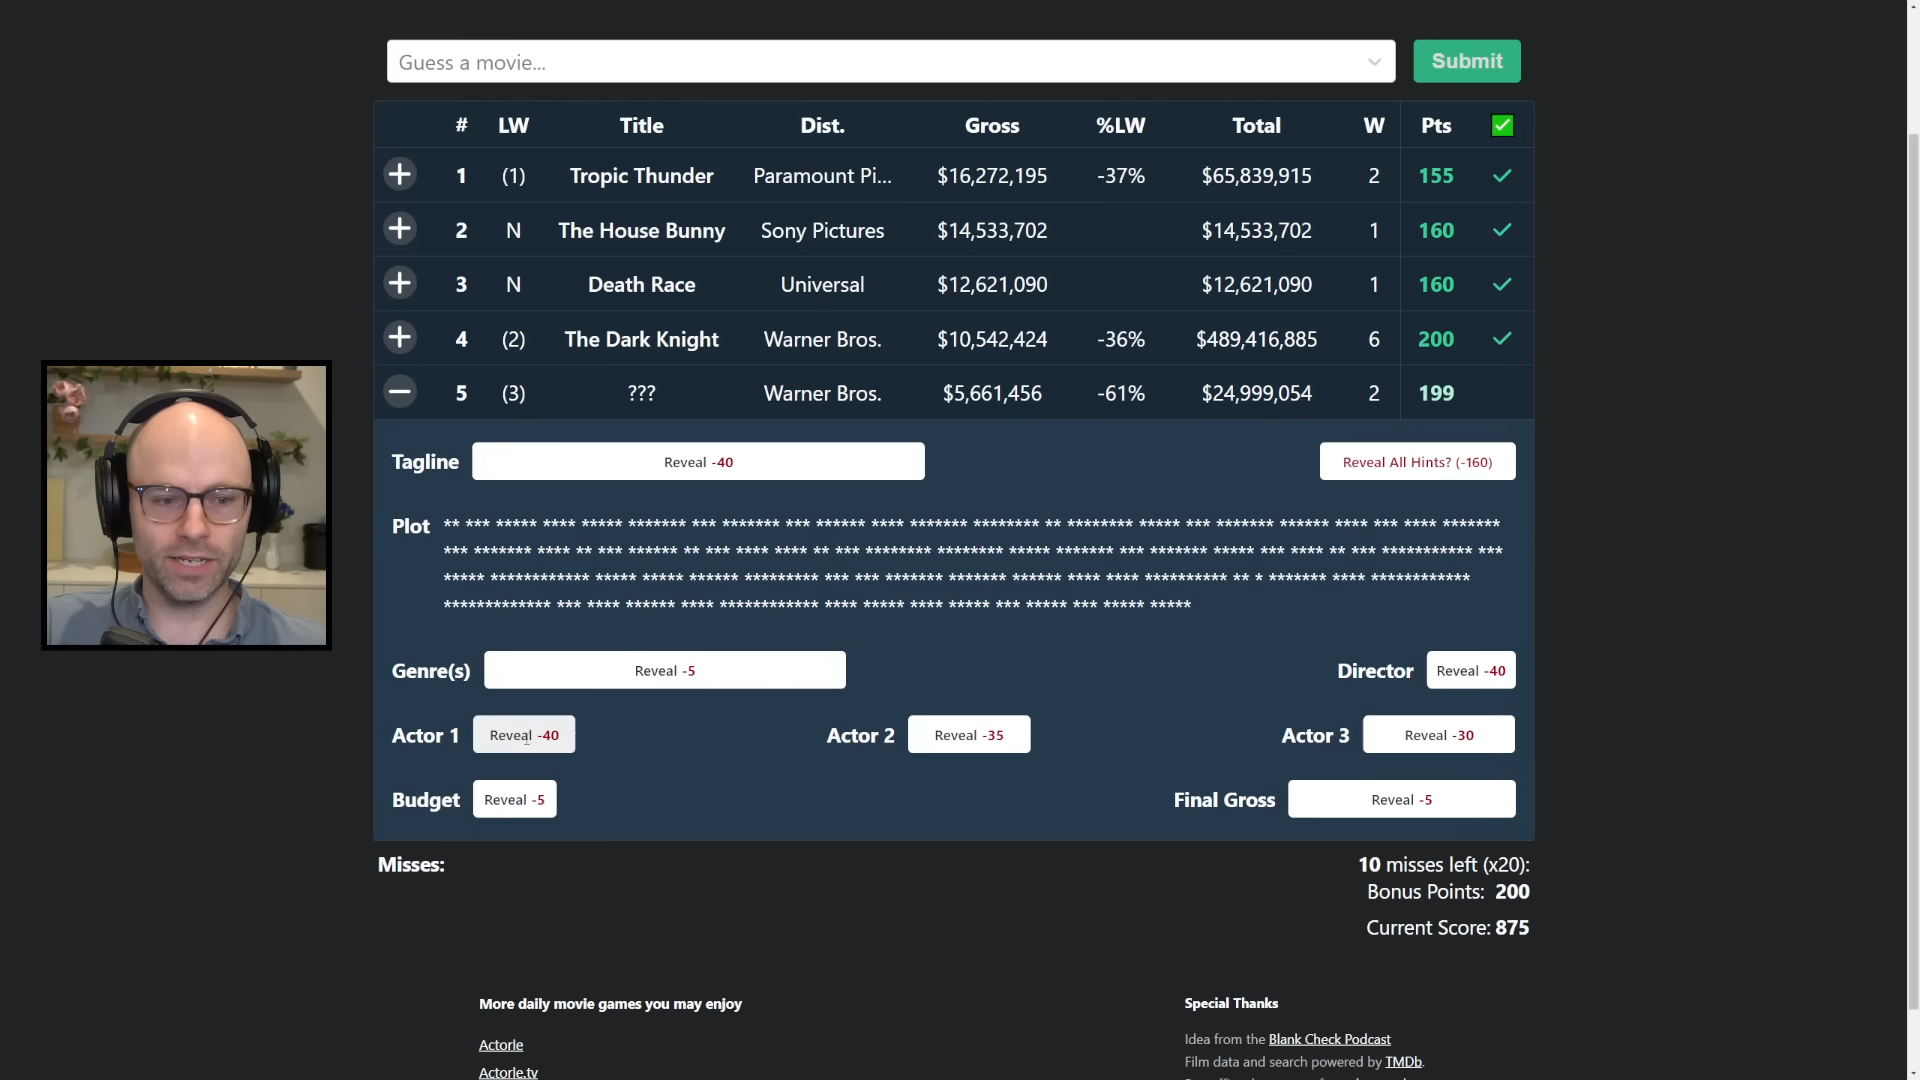 Guess a movie...
Submit
# LW Title Dist. Gross %LW Total W Pts
1 (1) Tropic Thunder Paramount Pi... $16,272,195 -37% $65,839,915 2 155
2 N The House Bunny Sony Pictures $14,533,702 $14,533,702 1 160
3 N Death Race Universal $12,621,090 $12,621,090 1 160
4 (2) The Dark Knight Warner Bros. $10,542,424 -36% $489,416,885 6 200
5 (3) ??? Warner Bros. $5,661,456 -61% $24,999,054 2 199
Tagline Reveal -40 Reveal All Hints? (-160)
Plot ** *** ***** **** ***** ******* *** ******* *** ****** **** ******* ******** ** ******** ***** *** ******* ****** **** *** **** *******
*** ******* **** ** *** ****** ** *** **** **** ** *** ******** ******** ***** ******* *** ******* ***** *** **** ** *** *********** ***
***** ************ ***** ***** ****** ********* *** *** ******* ******* ****** **** **** ********** ** * ******* **** ************
************* *** **** ****** **** ************ **** ***** **** ***** *** ***** *** ***** *****
Genre(s) Reveal -5 Director Reveal -40
Actor 1 Reveal -40 Actor 2 Reveal -35 Actor 3 Reveal -30
Budget Reveal -5 Final Gross Reveal -5
Misses: 10 misses left (x20):
Bonus Points: 200
Current Score: 875
More daily movie games you may enjoy
Actorle
Actorle.tv
Special Thanks
Idea from the Blank Check Podcast
Film data and search powered by TMDb.